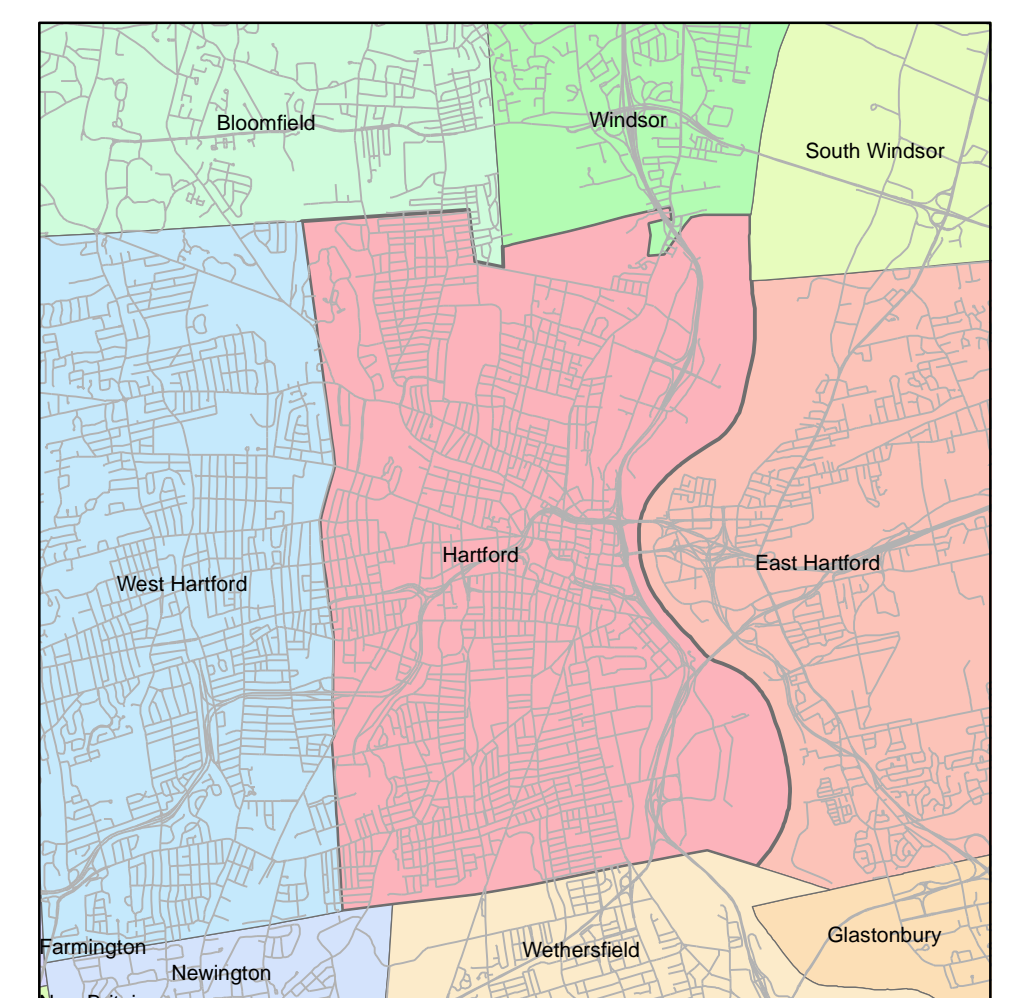 Bloomfield
Windsor
South Windsor
Hartford
East Hartford
West Hartford
Farmington
Newington
Wethersfield
Glastonbury